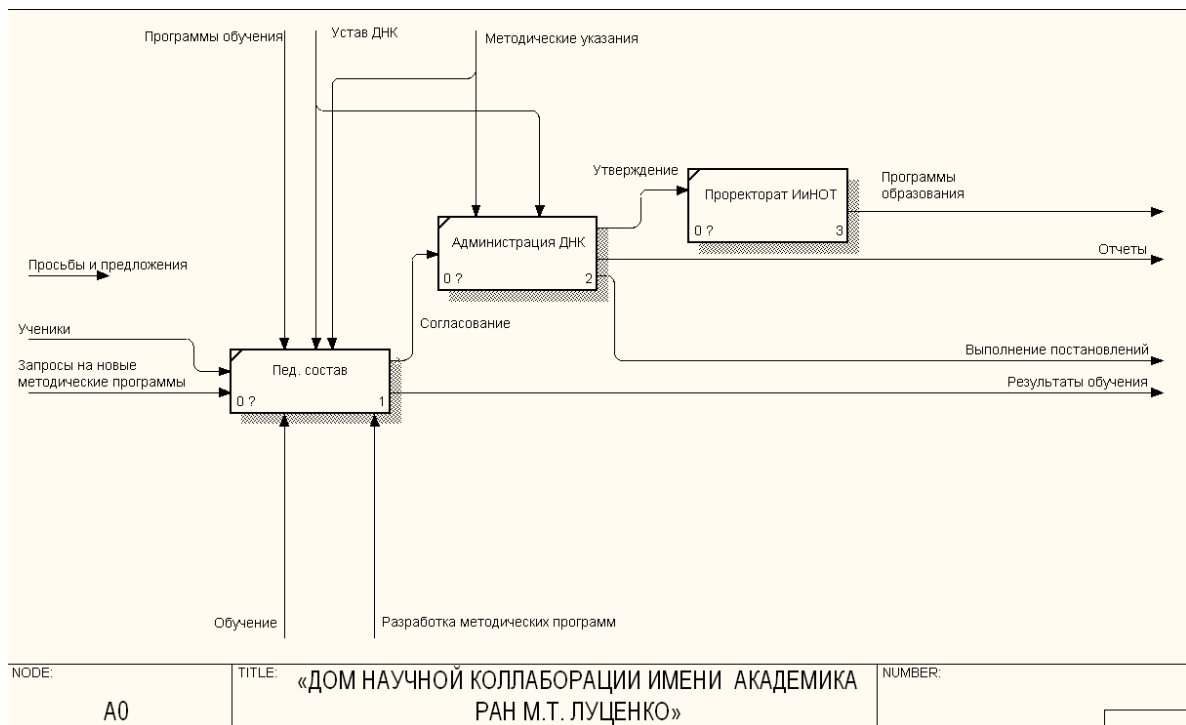 Программы обучения
Устав ДНК
Методические указания
Утверждение
Проректорат ИиНОТ
0 ?
3
Программы
образования
Администрация ДНК
0 ?
2
Отчеты
Просьбы и предложения
Согласование
Ученики
Запросы на новые
методические программы
Пед. состав
0 ?
1
Выполнение постановлений
Результаты обучения
Обучение
Разработка методических программ
NODE:
A0
TITLE:
«ДОМ НАУЧНОЙ КОЛЛАБОРАЦИИ ИМЕНИ АКАДЕМИКА
РАН М.Т. ЛУЦЕНКО»
NUMBER: